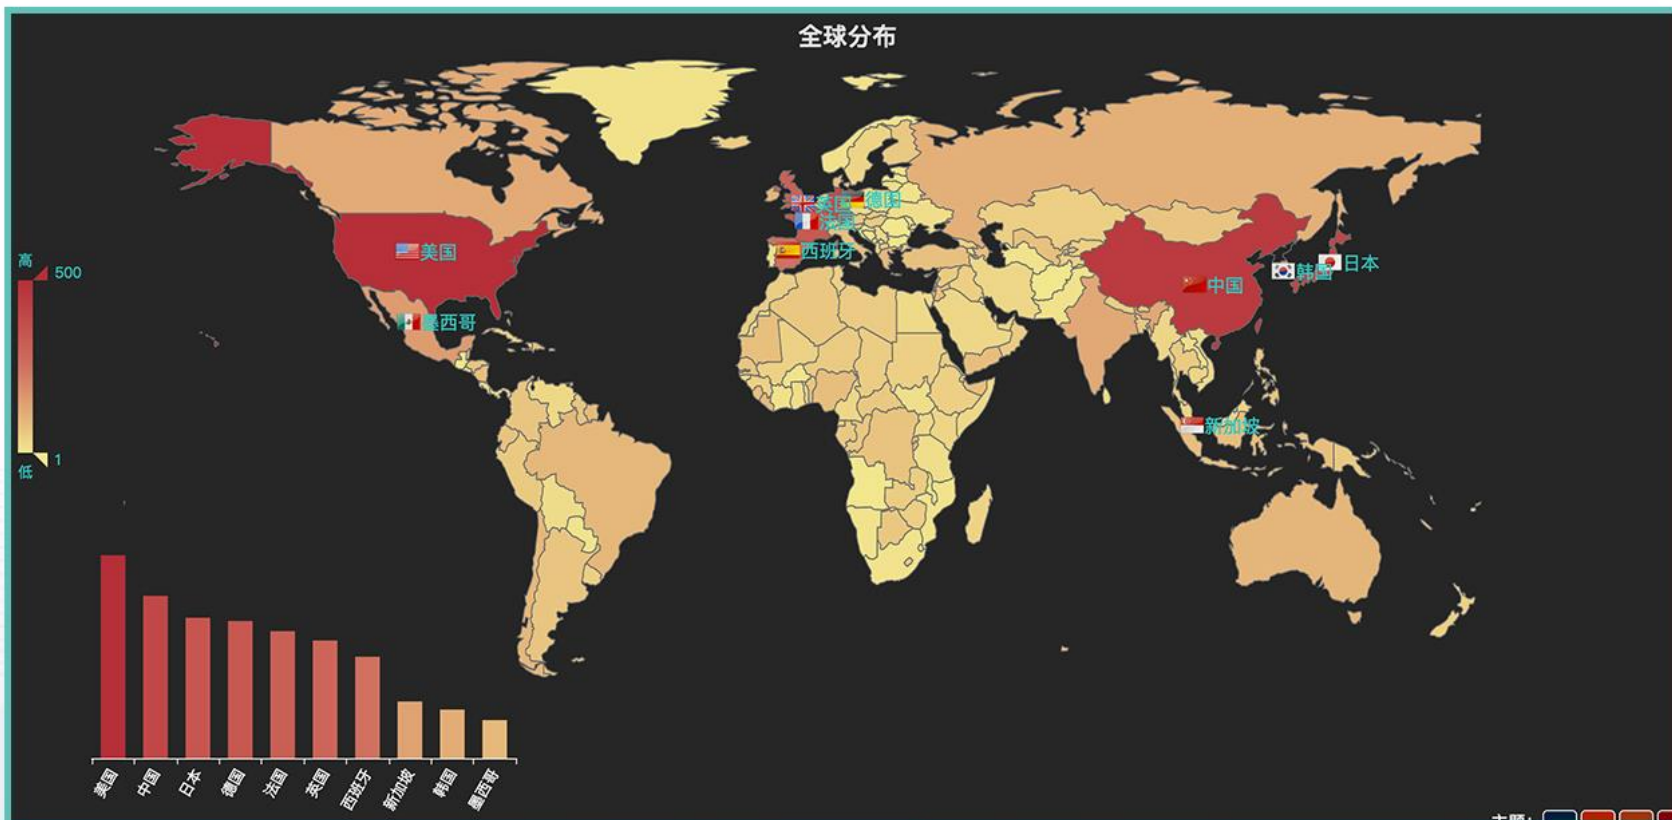 全球分布
英国
德国
法国
美国
西班牙
高
500
韩国
日本
中国
墨西哥
新加坡
1
低
美国
中国
日本
德国
法国
英国
西班牙
新加坡
韩国
墨西哥